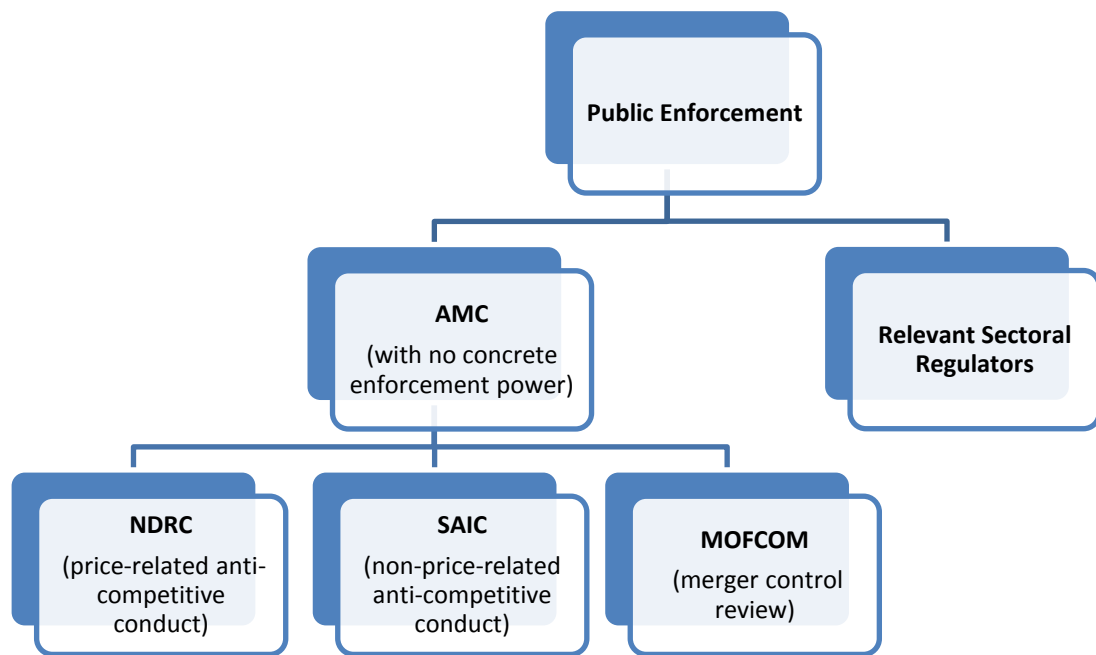 Public Enforcement
AMC
(with no concrete
enforcement power)
Relevant Sectoral
Regulators
NDRC
(price-related anti-
competitive
conduct)
SAIC
(non-price-related
anti-competitive
conduct)
MOFCOM
(merger control
review)